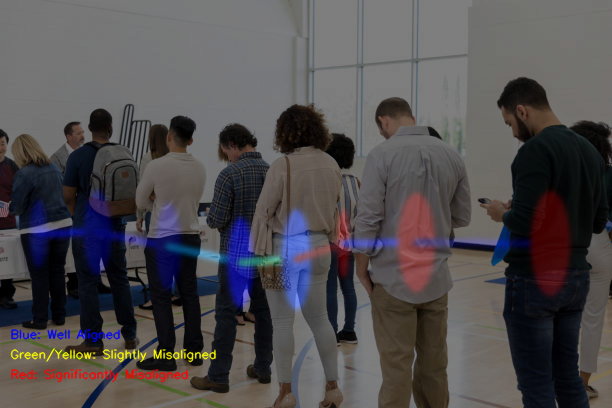 Blue: Well Aligned
Green/Yellow: Slightly Misaligned
Red: Significantly Misaligned